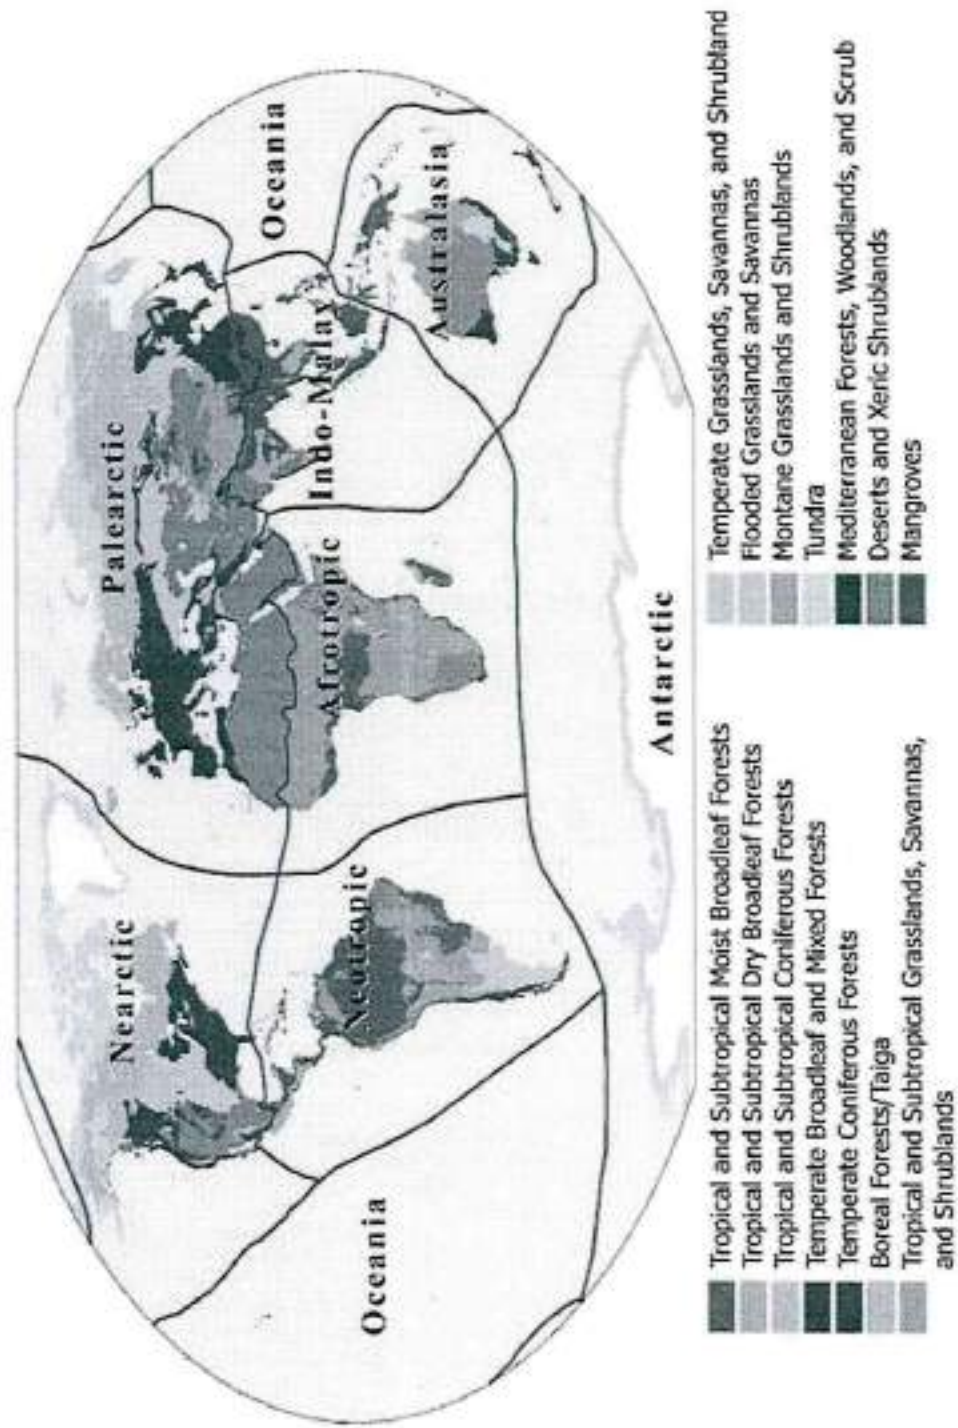 Nearctic
Palearctic
Oceania
Oceania
Neotropic
Afrotropic
Indo-Malay
Australasia
Antarctic
Tropical and Subtropical Moist Broadleaf Forests
Tropical and Subtropical Dry Broadleaf Forests
Tropical and Subtropical Coniferous Forests
Temperate Broadleaf and Mixed Forests
Temperate Coniferous Forests
Boreal Forests/Taiga
Tropical and Subtropical Grasslands, Savannas,
and Shrublands
Temperate Grasslands, Savannas, and Shrubland
Flooded Grasslands and Savannas
Montane Grasslands and Shrublands
Tundra
Mediterranean Forests, Woodlands, and Scrub
Deserts and Xeric Shrublands
Mangroves